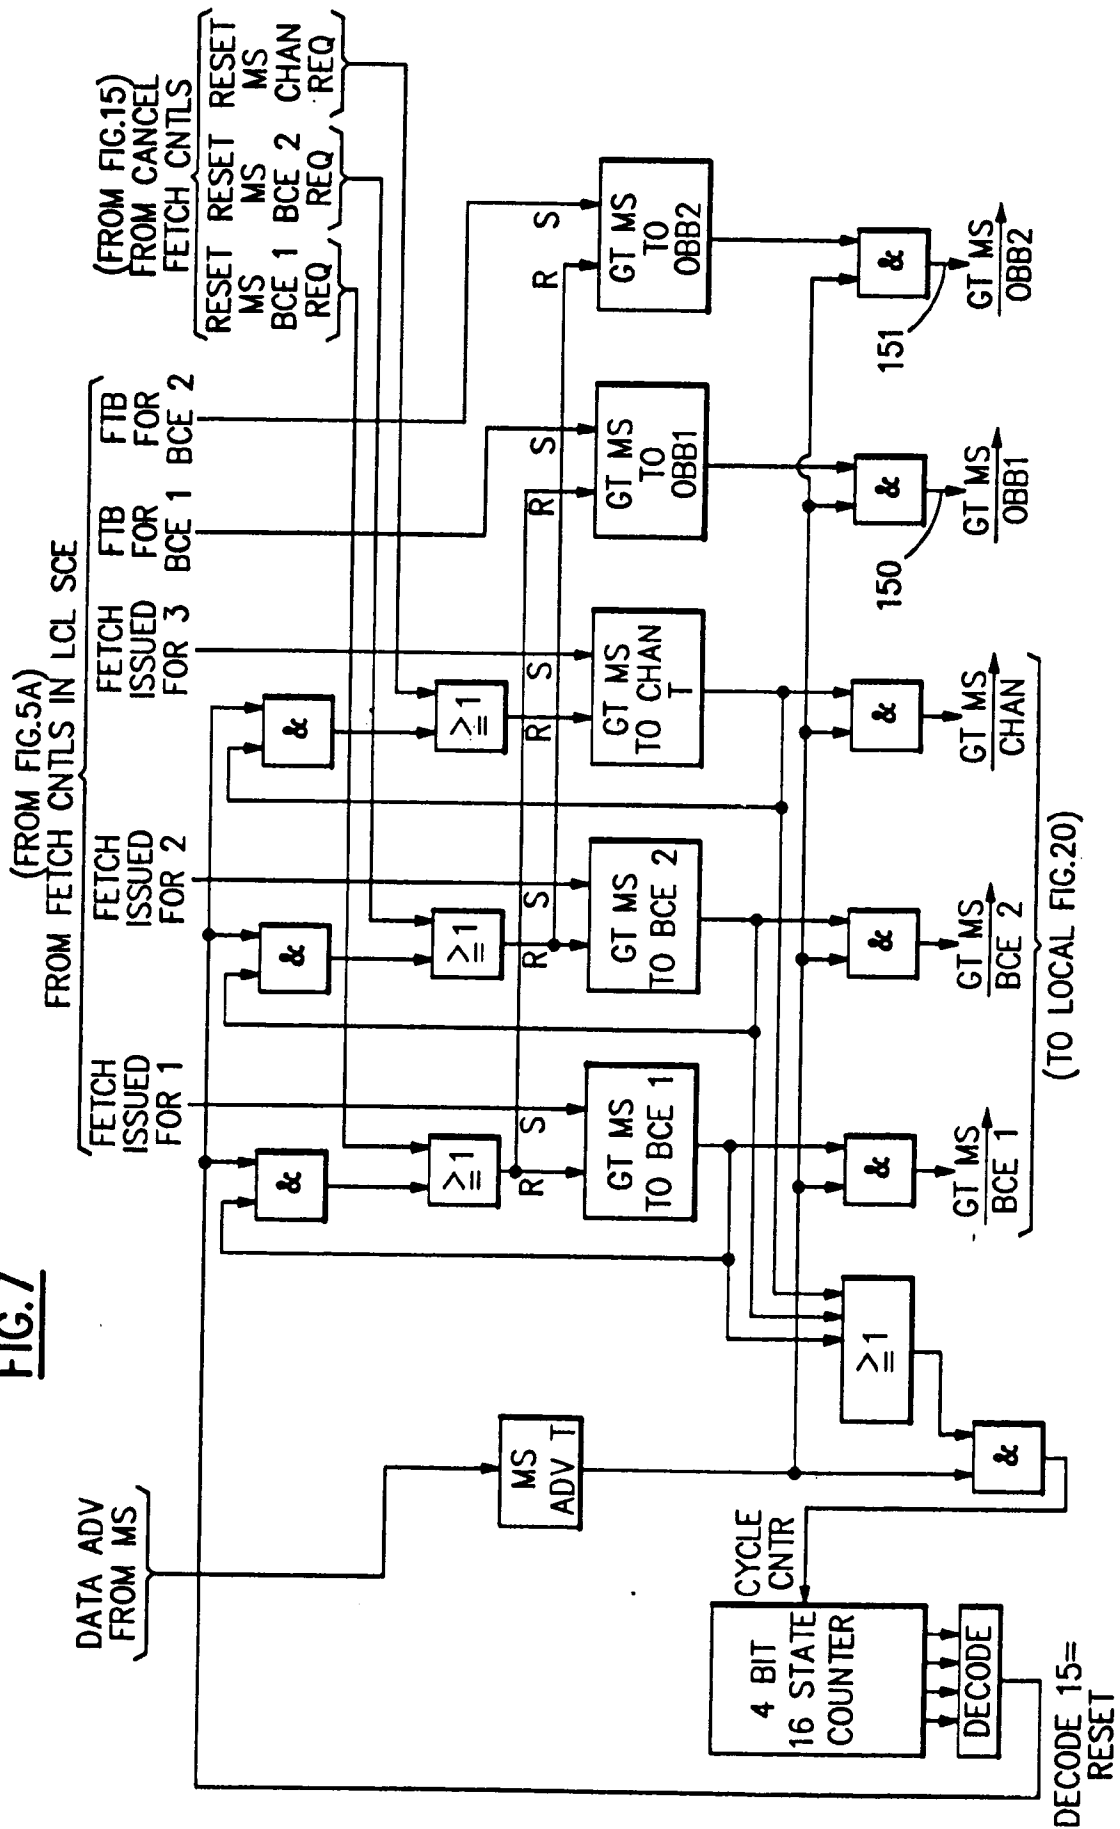 FIG. 7
(FROM FIG.5A)
FROM FETCH CNTLS IN LCL SCE
(FROM FIG.15)
FROM CANCEL
FETCH CNTLS
DATA ADV
FROM MS
FETCH
ISSUED
FOR 1
FETCH
ISSUED
FOR 2
FETCH
ISSUED
FOR 3
FTB
FOR
BCE 1
FTB
FOR
BCE 2
RESET
MS
BCE 1
REQ
RESET
MS
BCE 2
REQ
RESET
MS
CHAN
REQ
&
&
&
>=1
>=1
>=1
R
S
R
S
R
S
R
S
R
S
MS
ADV T
GT MS
TO BCE 1
GT MS
TO BCE 2
GT MS
TO CHAN
T
GT MS
TO
OBB1
GT MS
TO
OBB2
CYCLE
CNTR
4 BIT
16 STATE
COUNTER
DECODE
DECODE 15=
RESET
>=1
&
&
&
&
&
&
150
151
GT MS
BCE 1
GT MS
BCE 2
GT MS
CHAN
GT MS
OBB1
GT MS
OBB2
(TO LOCAL FIG.20)